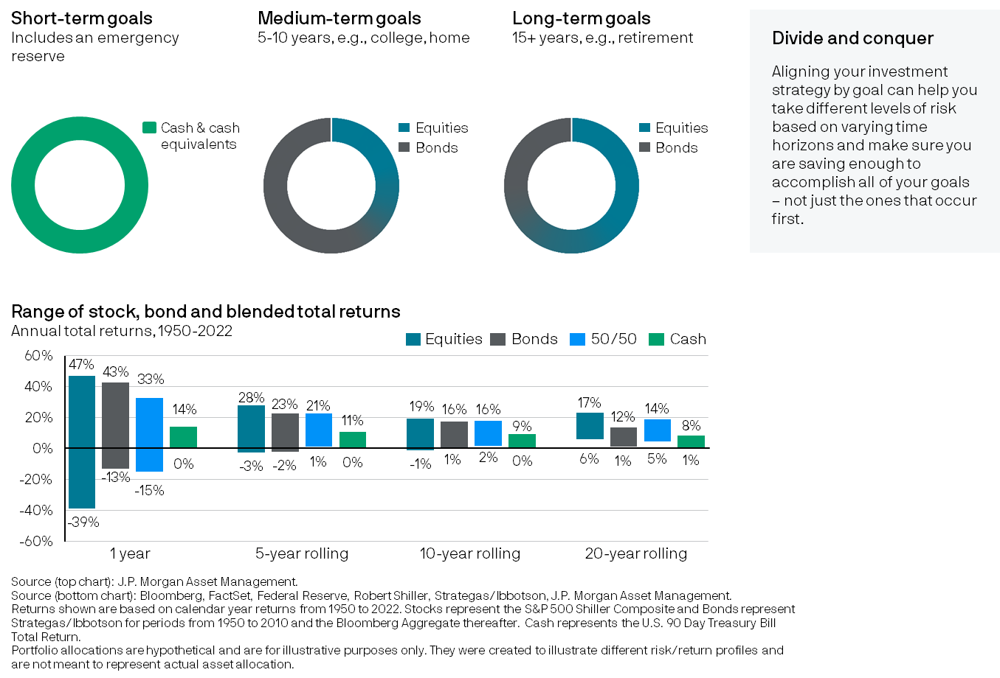 Short-term goals
Includes an emergency
reserve
Cash & cash
equivalents
Medium-term goals
5-10 years, e.g., college, home
Equities
Bonds
Long-term goals
15+ years, e.g., retirement
Equities
Bonds
Divide and conquer
Aligning your investment
strategy by goal can help you
take different levels of risk
based on varying time
horizons and make sure you
are saving enough to
accomplish all of your goals
– not just the ones that occur
first.
Range of stock, bond and blended total returns
Annual total returns, 1950-2022
Equities Bonds 50/50 Cash
60%
40%
20%
0%
-20%
-40%
-60%
47% 43% 33% 14%
-39% -13% -15% 0%
28% 23% 21% 11%
-3% -2% 1% 0%
19% 16% 16% 9%
-1% 1% 2% 0%
17% 12% 14% 8%
6% 1% 5% 1%
1 year 5-year rolling 10-year rolling 20-year rolling
Source (top chart): J.P. Morgan Asset Management.
Source (bottom chart): Bloomberg, FactSet, Federal Reserve, Robert Shiller, Strategas/Ibbotson, J.P. Morgan Asset Management.
Returns shown are based on calendar year returns from 1950 to 2022. Stocks represent the S&P 500 Shiller Composite and Bonds represent
Strategas/Ibbotson for periods from 1950 to 2010 and the Bloomberg Aggregate thereafter. Cash represents the U.S. 90 Day Treasury Bill
Total Return.
Portfolio allocations are hypothetical and are for illustrative purposes only. They were created to illustrate different risk/return profiles and
are not meant to represent actual asset allocation.